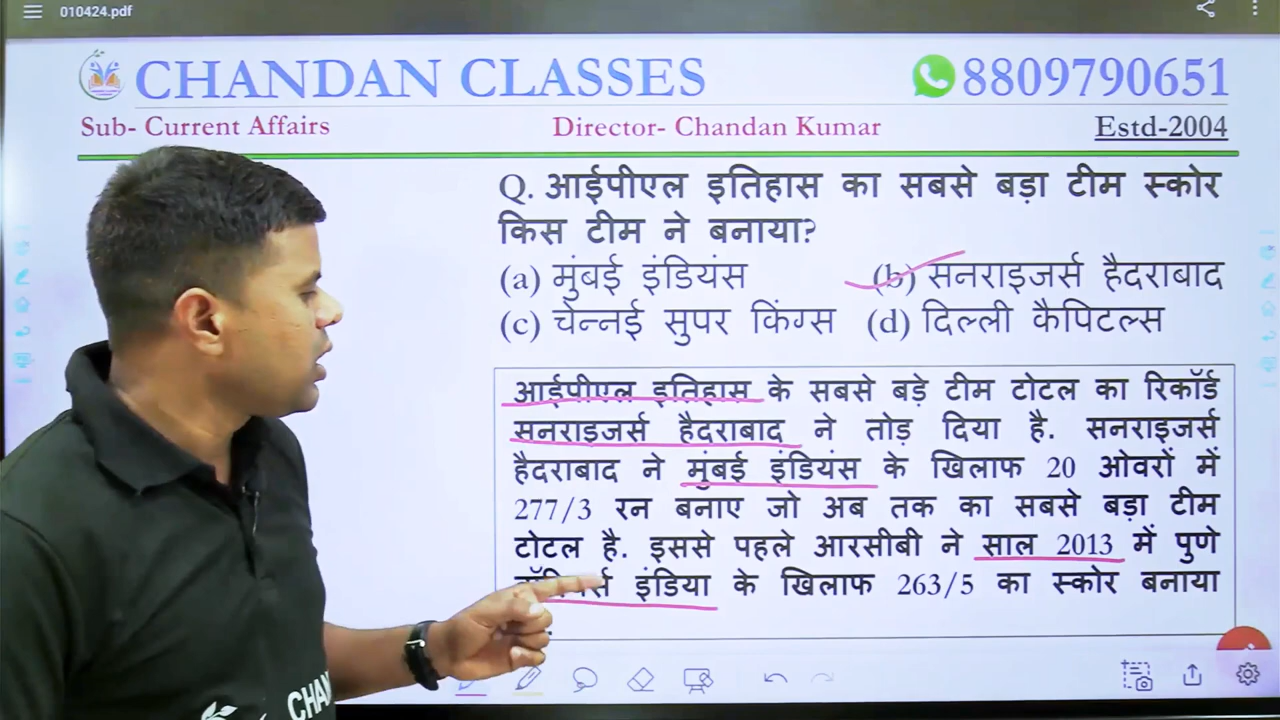 010424.pdf
CHANDAN CLASSES
8809790651
Sub- Current Affairs
Director- Chandan Kumar
Estd-2004
Q. आईपीएल इतिहास का सबसे बड़ा टीम स्कोर
किस टीम ने बनाया?
(a) मुंबई इंडियंस (b) सनराइजर्स हैदराबाद
(c) चेन्नई सुपर किंग्स (d) दिल्ली कैपिटल्स
आईपीएल इतिहास के सबसे बड़े टीम टोटल का रिकॉर्ड
सनराइजर्स हैदराबाद ने तोड़ दिया है. सनराइजर्स
हैदराबाद ने मुंबई इंडियंस के खिलाफ 20 ओवरों में
277/3 रन बनाए जो अब तक का सबसे बड़ा टीम
टोटल है. इससे पहले आरसीबी ने साल 2013 में पुणे
इंडिया के खिलाफ 263/5 का स्कोर बनाया